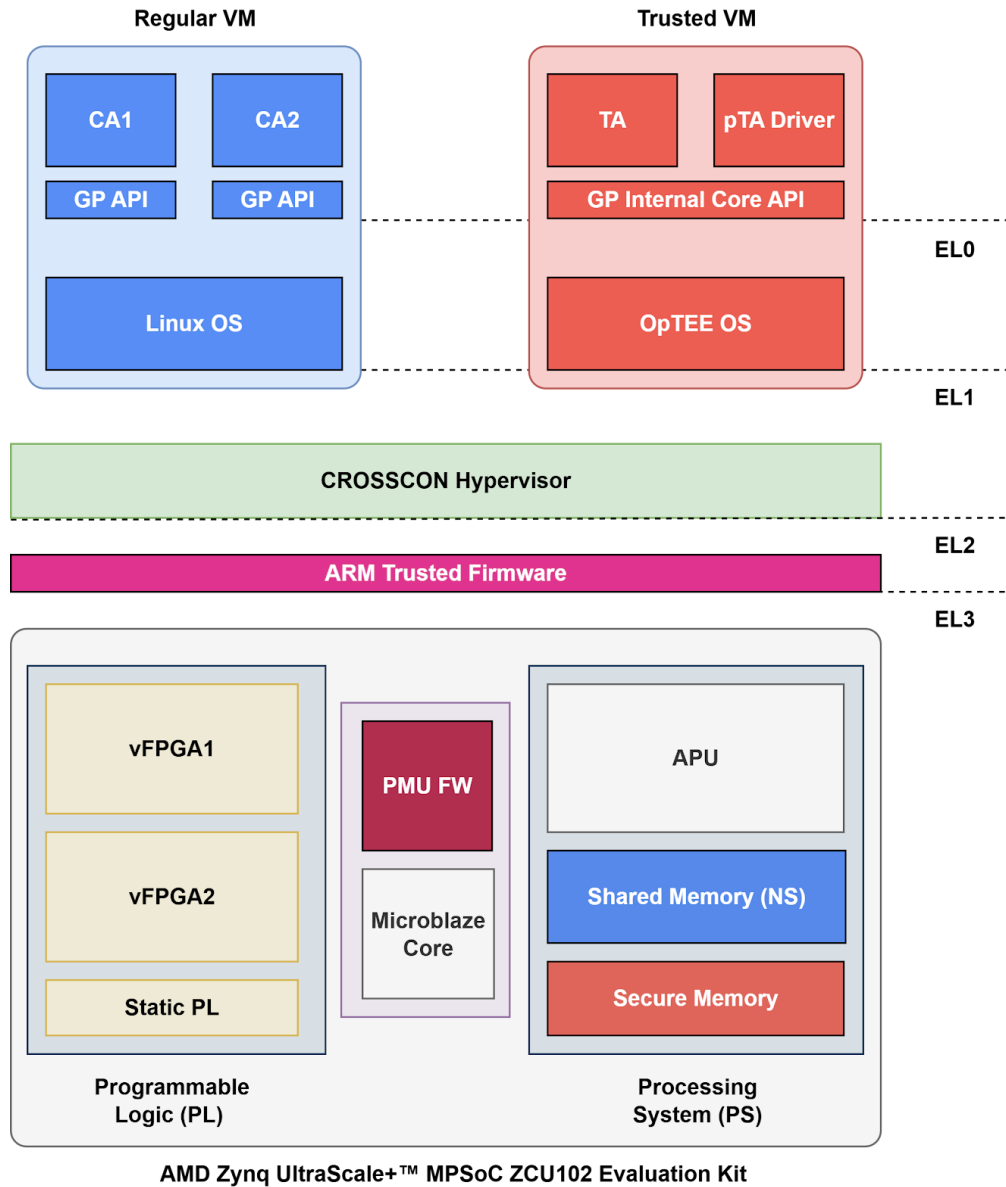 Regular VM
Trusted VM
CA1
CA2
TA
pTA Driver
GP API
GP API
GP Internal Core API
EL0
Linux OS
OpTEE OS
EL1
CROSSCON Hypervisor
EL2
ARM Trusted Firmware
EL3
vFPGA1
PMU FW
APU
vFPGA2
Microblaze
Core
Shared Memory (NS)
Static PL
Secure Memory
Programmable
Logic (PL)
Processing
System (PS)
AMD Zynq UltraScale+™ MPSoC ZCU102 Evaluation Kit